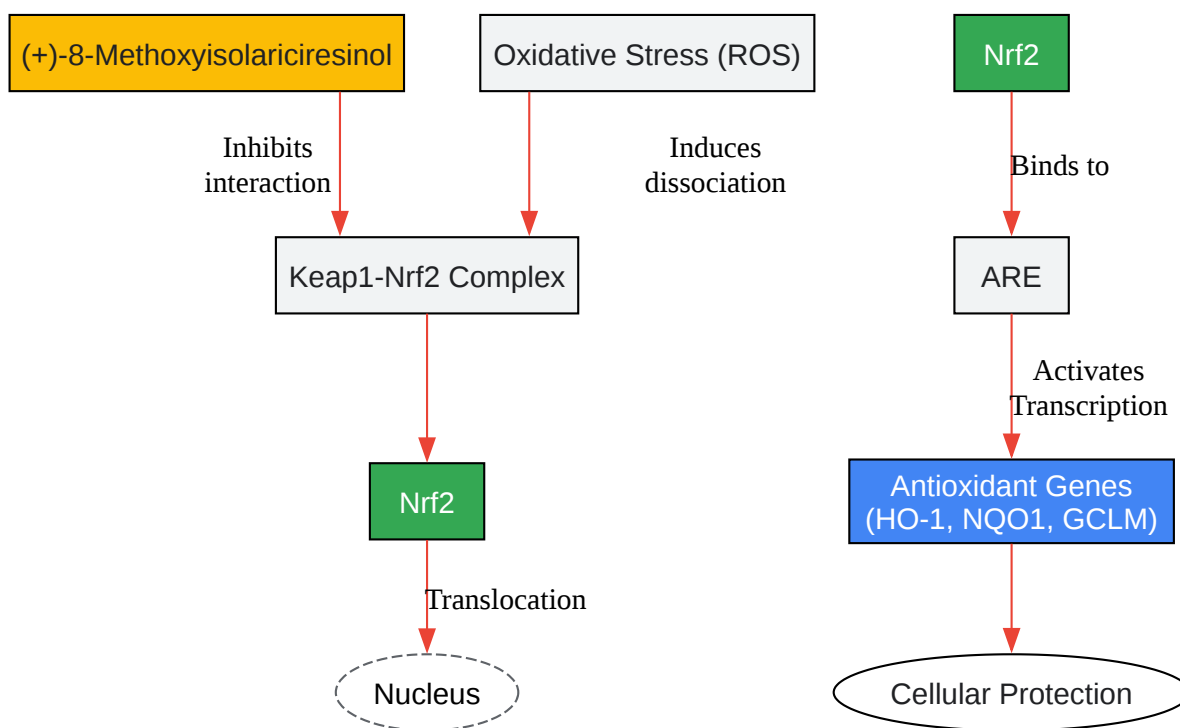 (+)-8-Methoxyisolariciresinol
Oxidative Stress (ROS)
Nrf2
Inhibits
interaction
Induces
dissociation
Binds to
Keap1-Nrf2 Complex
ARE
Activates
Transcription
Nrf2
Antioxidant Genes
(HO-1, NQO1, GCLM)
Translocation
Nucleus
Cellular Protection